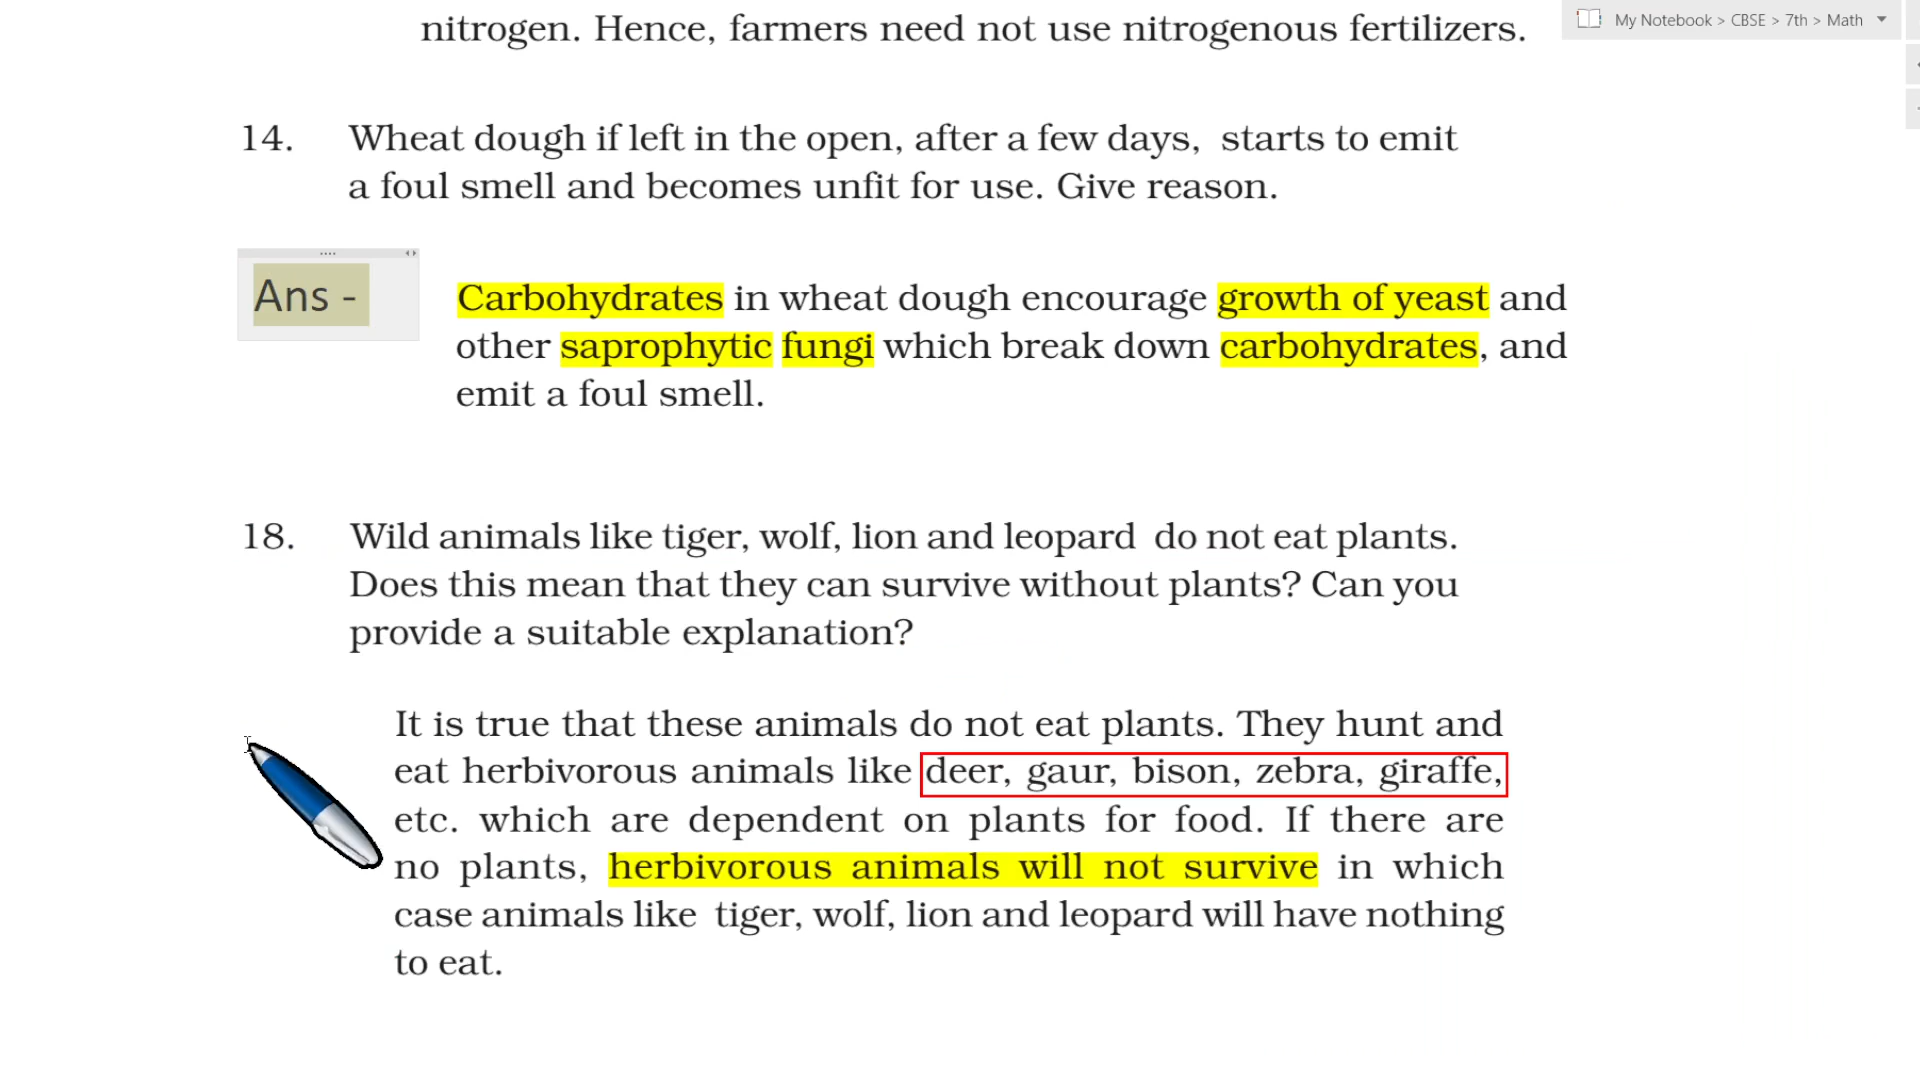 nitrogen. Hence, farmers need not use nitrogenous fertilizers.
My Notebook > CBSE > 7th > Math
14. Wheat dough if left in the open, after a few days, starts to emit
a foul smell and becomes unfit for use. Give reason.
Ans - Carbohydrates in wheat dough encourage growth of yeast and
other saprophytic fungi which break down carbohydrates, and
emit a foul smell.
18. Wild animals like tiger, wolf, lion and leopard do not eat plants.
Does this mean that they can survive without plants? Can you
provide a suitable explanation?
It is true that these animals do not eat plants. They hunt and
eat herbivorous animals like deer, gaur, bison, zebra, giraffe,
etc. which are dependent on plants for food. If there are
no plants, herbivorous animals will not survive in which
case animals like tiger, wolf, lion and leopard will have nothing
to eat.